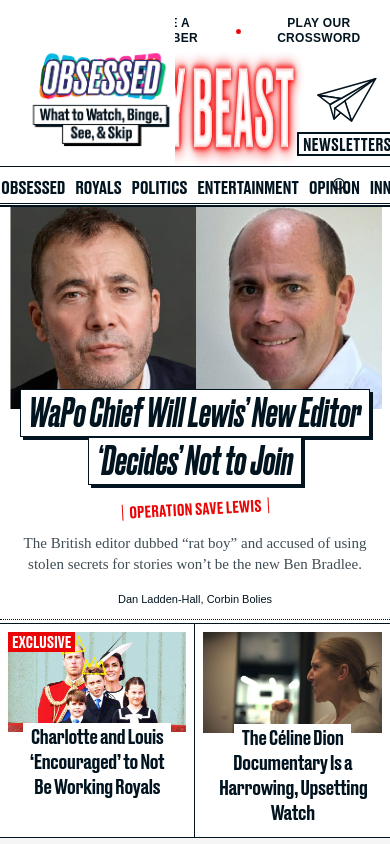 E A
BER
PLAY OUR
CROSSWORD
OBSESSED
What to Watch, Binge,
See, & Skip
Y BEAST
NEWSLETTERS
OBSESSED ROYALS POLITICS ENTERTAINMENT OPINION INN
WaPo Chief Will Lewis’ New Editor
‘Decides’ Not to Join
OPERATION SAVE LEWIS
The British editor dubbed “rat boy” and accused of using
stolen secrets for stories won’t be the new Ben Bradlee.
Dan Ladden-Hall, Corbin Bolies
EXCLUSIVE
Charlotte and Louis
‘Encouraged’ to Not
Be Working Royals
The Céline Dion
Documentary Is a
Harrowing, Upsetting
Watch